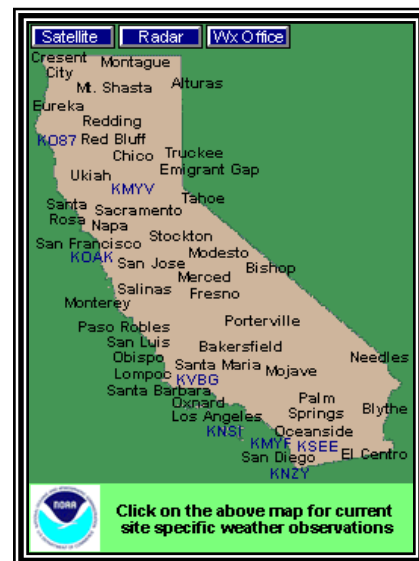 Satellite Radar Wx Office
Cresent City Montague
Mt. Shasta Alturas
Eureka
Redding
KO87 Red Bluff
Chico Truckee
Ukiah Emigrant Gap
KMYV
Tahoe
Santa Rosa Sacramento
Napa
Stockton
San Francisco
Modesto
KOAK San Jose
Bishop
Merced
Salinas Fresno
Monterey
Porterville
Paso Robles
San Luis Obispo Bakersfield
Needles
Santa Maria
Lompoc KVBG Mojave
Santa Barbara
Oxnard Palm Springs Blythe
Los Angeles
KNSI Oceanside
KMYF KSEE
San Diego El Centro
KNZY
NOAA
Click on the above map for current
site specific weather observations